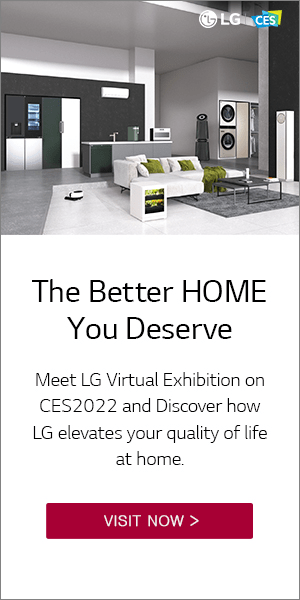 LG CES
The Better HOME
You Deserve
Meet LG Virtual Exhibition on
CES2022 and Discover how
LG elevates your quality of life
at home.
VISIT NOW >